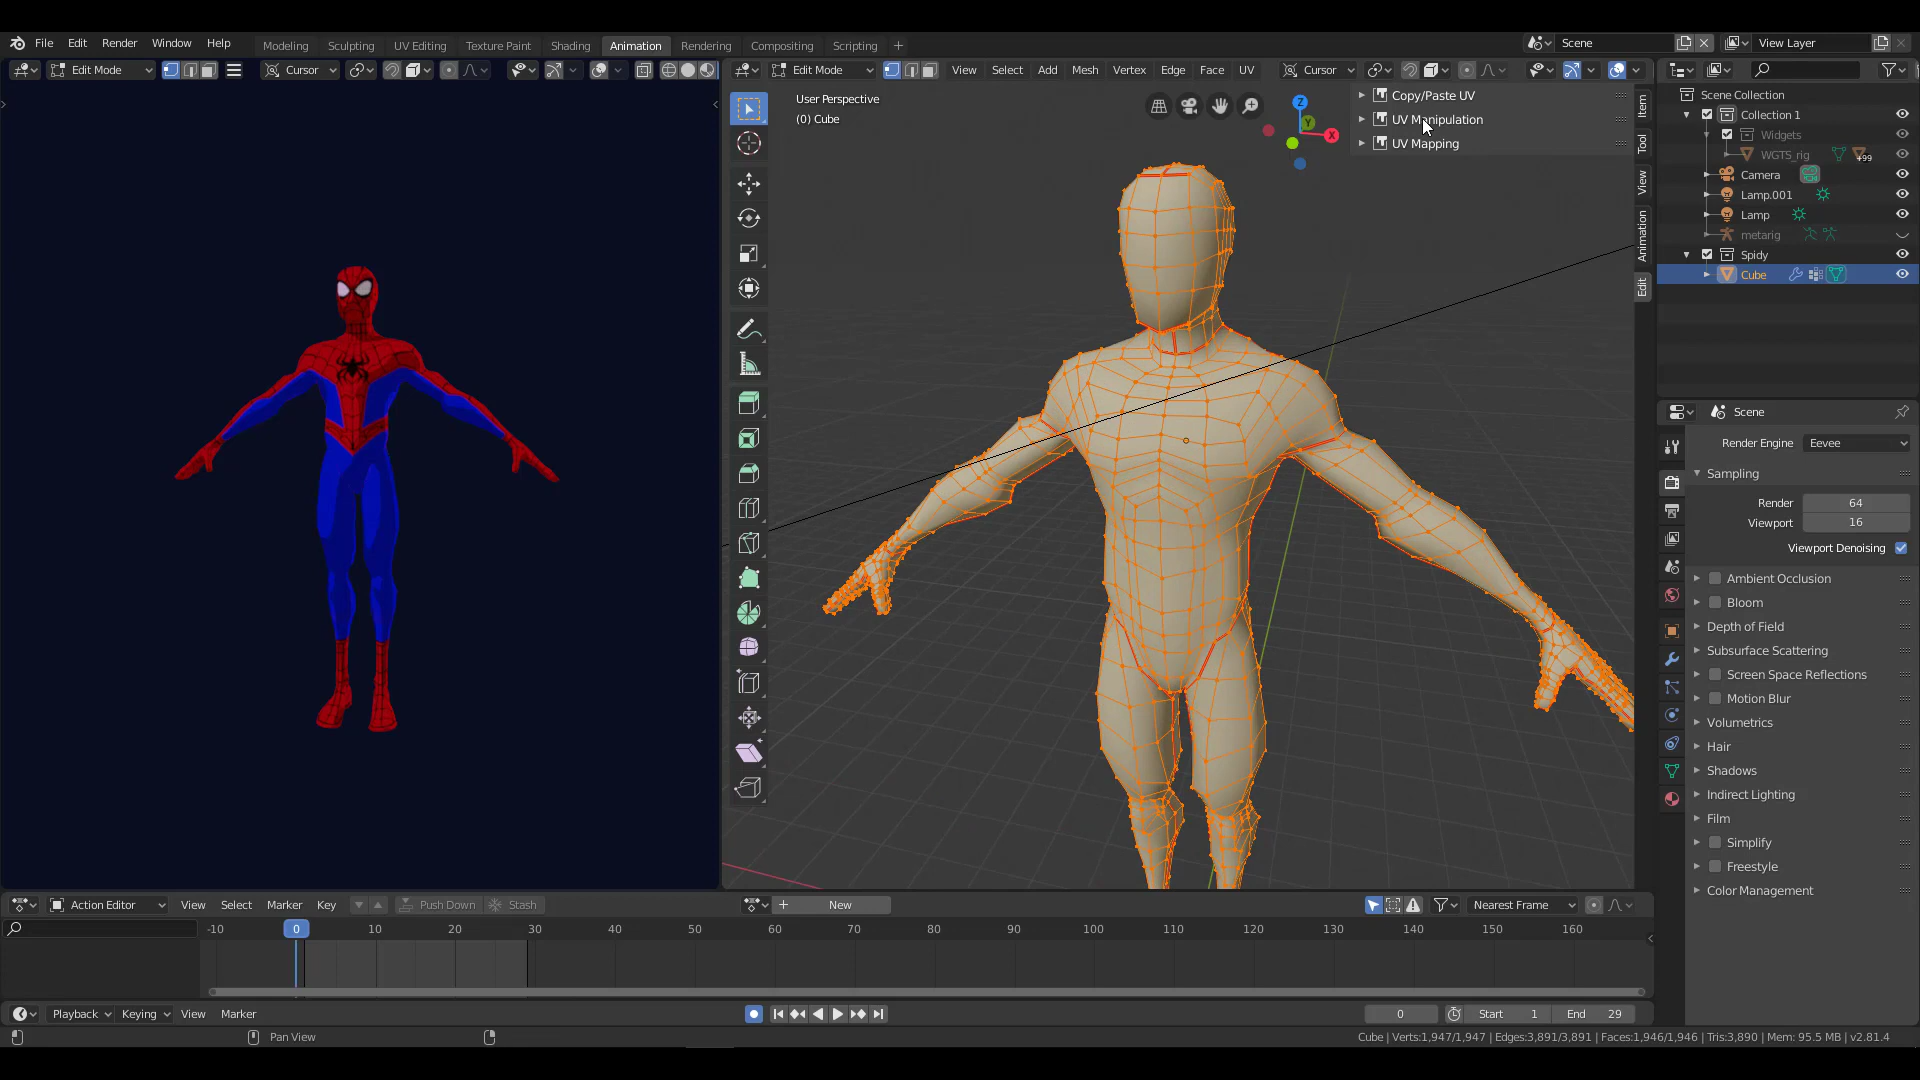 File Edit Render Window Help Modeling Sculpting UV Editing Texture Paint Shading Animation Rendering Compositing Scripting + Scene View Layer
Edit Mode Cursor Edit Mode View Select Add Mesh Vertex Edge Face UV Cursor
User Perspective
(0) Cube
Z
Y
X
Copy/Paste UV
UV Manipulation
UV Mapping
Item
Tool
View
Animation
Edit
Scene Collection
Collection 1
Widgets
WGTS_rig +99
Camera
Lamp.001
Lamp
metarig
Spidy
Cube
Scene
Render Engine Eevee
Sampling
Render 64
Viewport 16
Viewport Denoising
Ambient Occlusion
Bloom
Depth of Field
Subsurface Scattering
Screen Space Reflections
Motion Blur
Volumetrics
Hair
Shadows
Indirect Lighting
Film
Simplify
Freestyle
Color Management
Action Editor View Select Marker Key Push Down Stash + New Nearest Frame
-10 0 10 20 30 40 50 60 70 80 90 100 110 120 130 140 150 160
Playback Keying View Marker 0 Start 1 End 29
Pan View Cube | Verts:1,947/1,947 | Edges:3,891/3,891 | Faces:1,946/1,946 | Tris:3,890 | Mem: 95.5 MB | v2.81.4